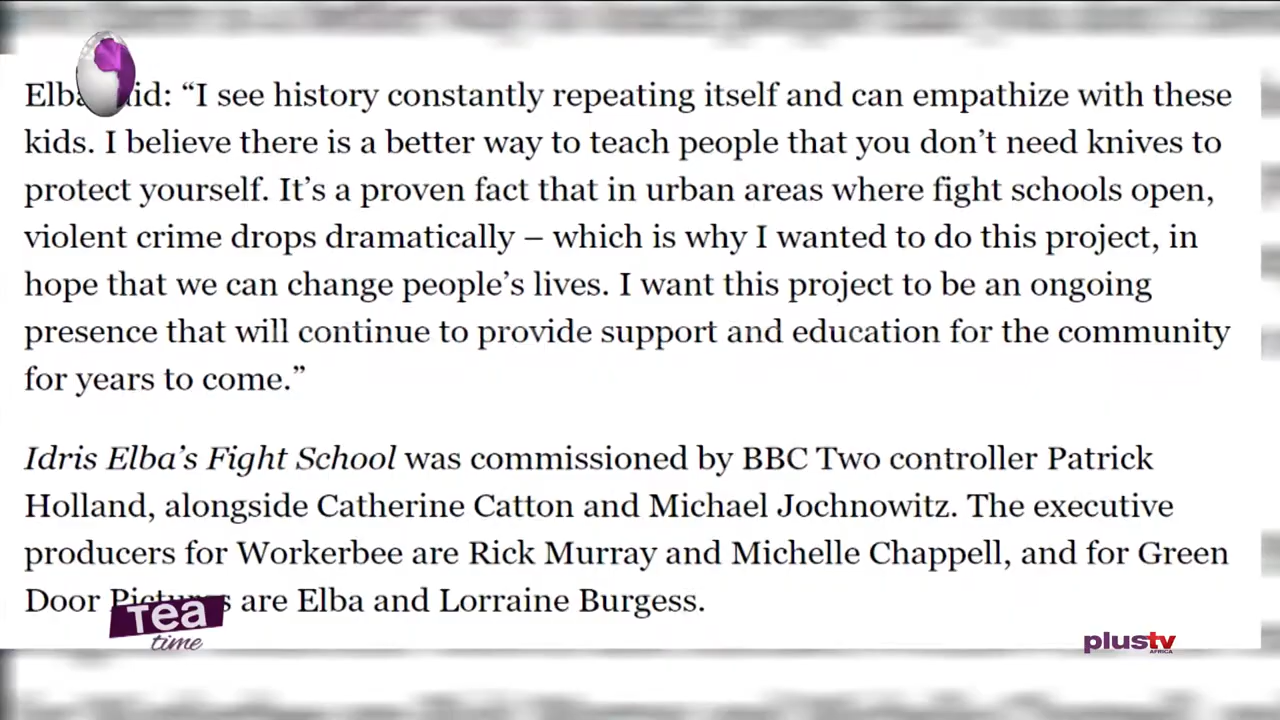 Elba said: “I see history constantly repeating itself and can empathize with these
kids. I believe there is a better way to teach people that you don’t need knives to
protect yourself. It’s a proven fact that in urban areas where fight schools open,
violent crime drops dramatically – which is why I wanted to do this project, in
hope that we can change people’s lives. I want this project to be an ongoing
presence that will continue to provide support and education for the community
for years to come.”
Idris Elba’s Fight School was commissioned by BBC Two controller Patrick
Holland, alongside Catherine Catton and Michael Jochnowitz. The executive
producers for Workerbee are Rick Murray and Michelle Chappell, and for Green
Door Pictures are Elba and Lorraine Burgess.
Tea
time
plustv
AFRICA